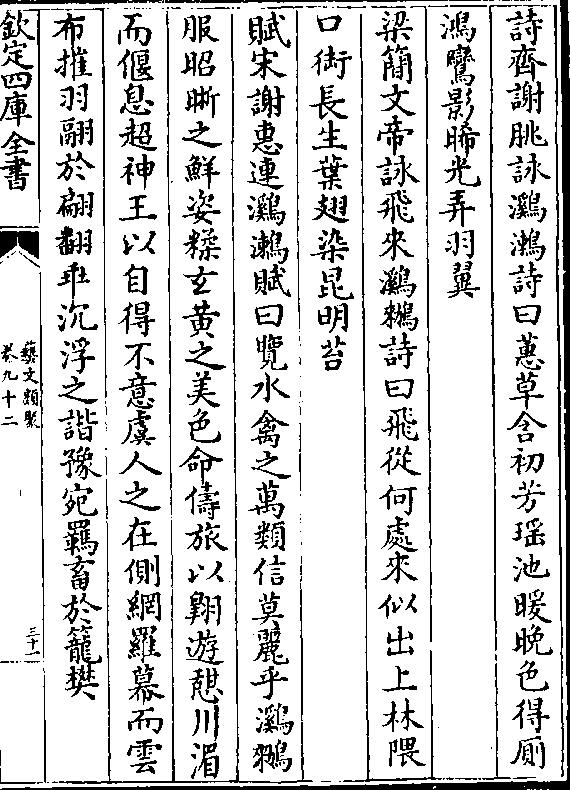 詩齊謝朓詠鸂鶒詩曰蕙草含初芳瑶池暖晚色得厠
鴻鸞影晞光弄羽翼
梁簡文帝詠飛來鸂鶒詩曰飛從何處來似出上林隈
口銜長生葉翅染昆明苔
賦宋謝惠連鸂鶒賦曰覽水禽之萬類信莫麗乎鸂鶒
服昭晰之鮮姿糅玄黄之美色命儔旅以翱遊憇川湄
而偃息超神王以自得不意虞人之在側網羅幕而雲
布摧羽翮於翩翻乖沉浮之諧豫宛羈畜於籠樊
欽定四庫全書
藝文類聚
卷九十二
三十一